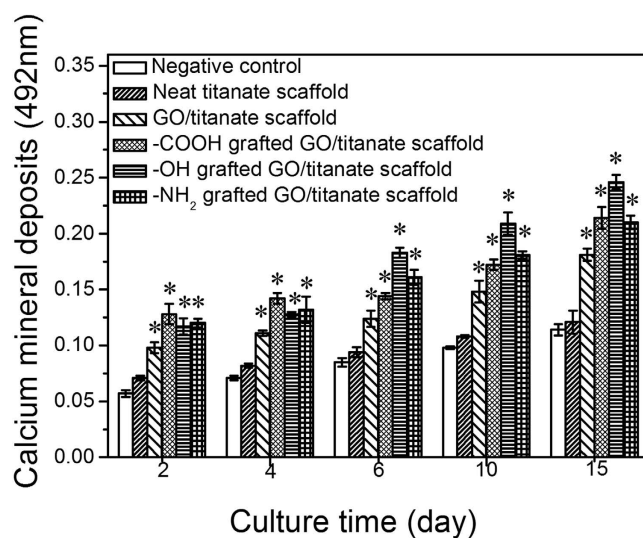 Calcium mineral deposits (492nm)
0.35
0.30
0.25
0.20
0.15
0.10
0.05
0.00
Negative control
Neat titanate scaffold
GO/titanate scaffold
-COOH grafted GO/titanate scaffold
-OH grafted GO/titanate scaffold
-NH₂ grafted GO/titanate scaffold
* * * *
* * * *
* * * *
* * * *
* * * *
2 4 6 10 15
Culture time (day)